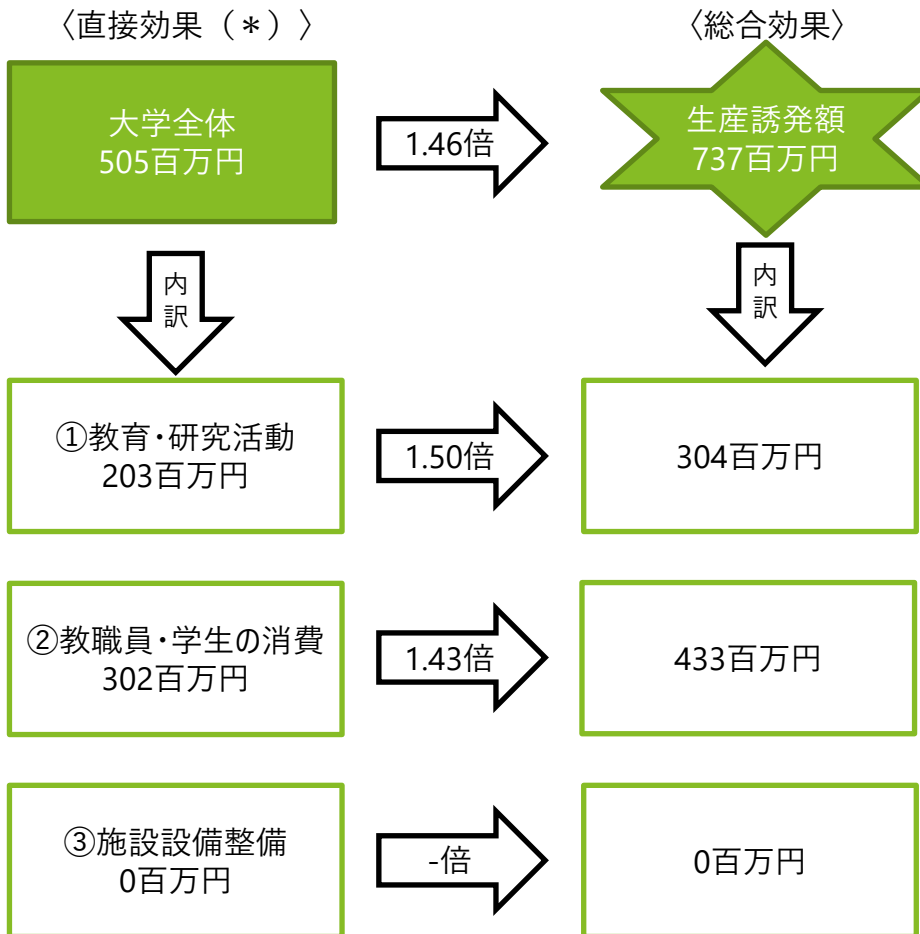 〈直接効果（＊）〉
〈総合効果〉
大学全体
505百万円
1.46倍
生産誘発額
737百万円
内
訳
内
訳
①教育・研究活動
203百万円
1.50倍
304百万円
②教職員・学生の消費
302百万円
1.43倍
433百万円
③施設設備整備
0百万円
-倍
0百万円